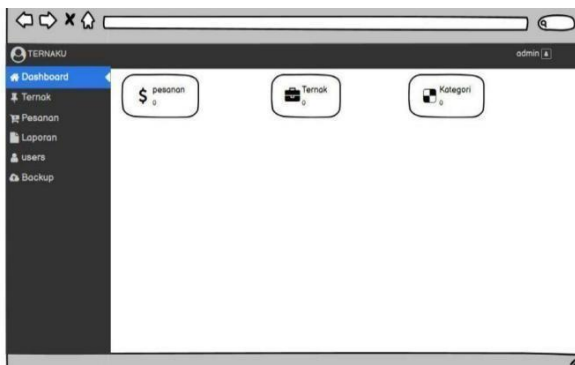 TERNAKU
admin
Dashboard
Ternak
Pesanan
Laporan
users
Backup
$ pesanan
0
Ternak
0
Kategori
0